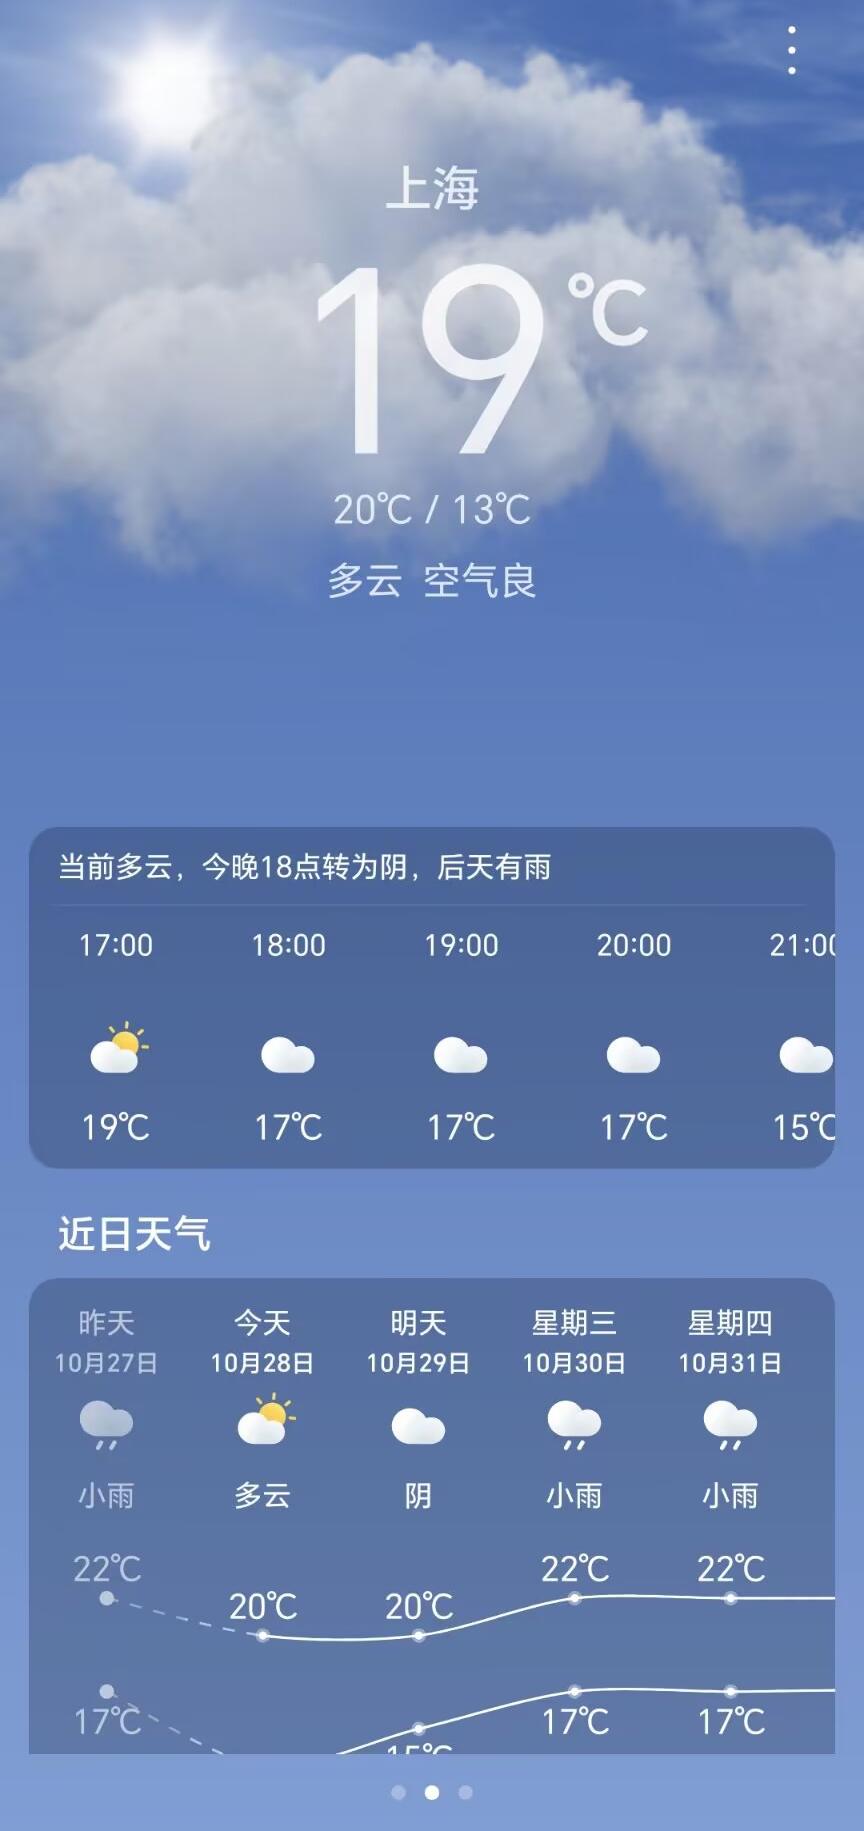 上海
19℃
20℃ / 13℃
多云 空气良
当前多云，今晚18点转为阴，后天有雨
17:00 18:00 19:00 20:00 21:00
19℃ 17℃ 17℃ 17℃ 15℃
近日天气
昨天 今天 明天 星期三 星期四
10月27日 10月28日 10月29日 10月30日 10月31日
小雨 多云 阴 小雨 小雨
22℃ 20℃ 20℃ 22℃ 22℃
17℃ 15℃ 17℃ 17℃